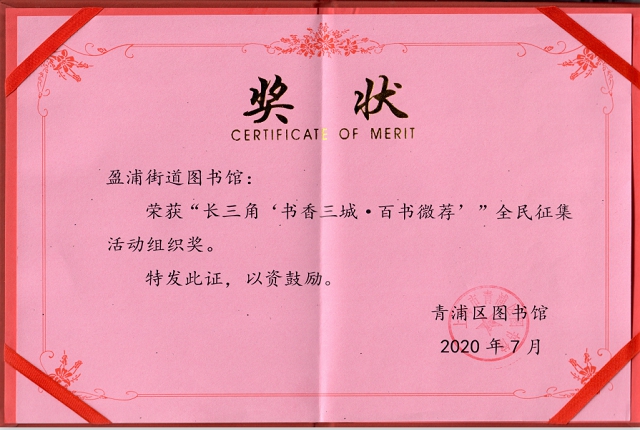 奖 状
CERTIFICATE OF MERIT
盈浦街道图书馆：
荣获“长三角‘书香三城·百书微荐’”全民征集
活动组织奖。
特发此证，以资鼓励。
青浦区图书馆
2020 年 7 月